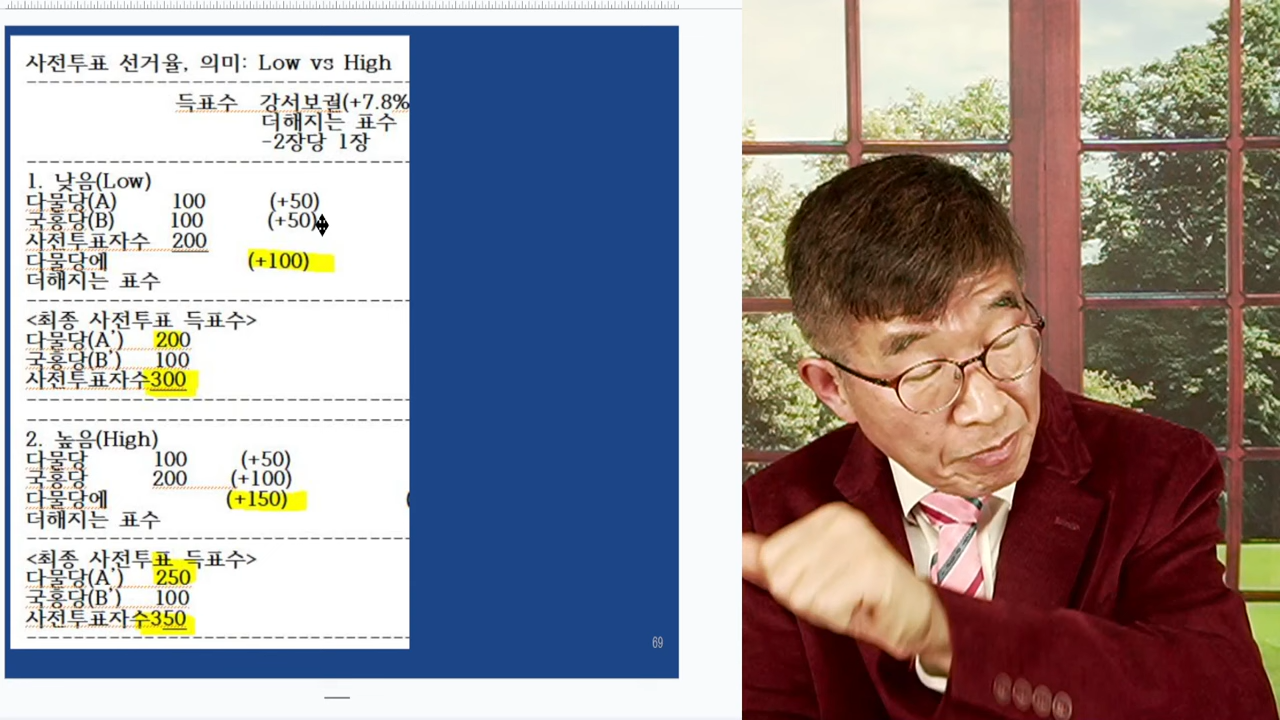 사전투표 선거율, 의미: Low vs High
득표수 강서보궐(+7.8%
더해지는 표수
-2장당 1장
1. 낮음(Low)
다물당(A) 100 (+50)
국홍당(B) 100 (+50)
사전투표자수 200
다물당에 (+100)
더해지는 표수
<최종 사전투표 득표수>
다물당(A') 200
국홍당(B') 100
사전투표자수300
2. 높음(High)
다물당 100 (+50)
국홍당 200 (+100)
다물당에 (+150) (
더해지는 표수
<최종 사전투표 득표수>
다물당(A') 250
국홍당(B') 100
사전투표자수350
69